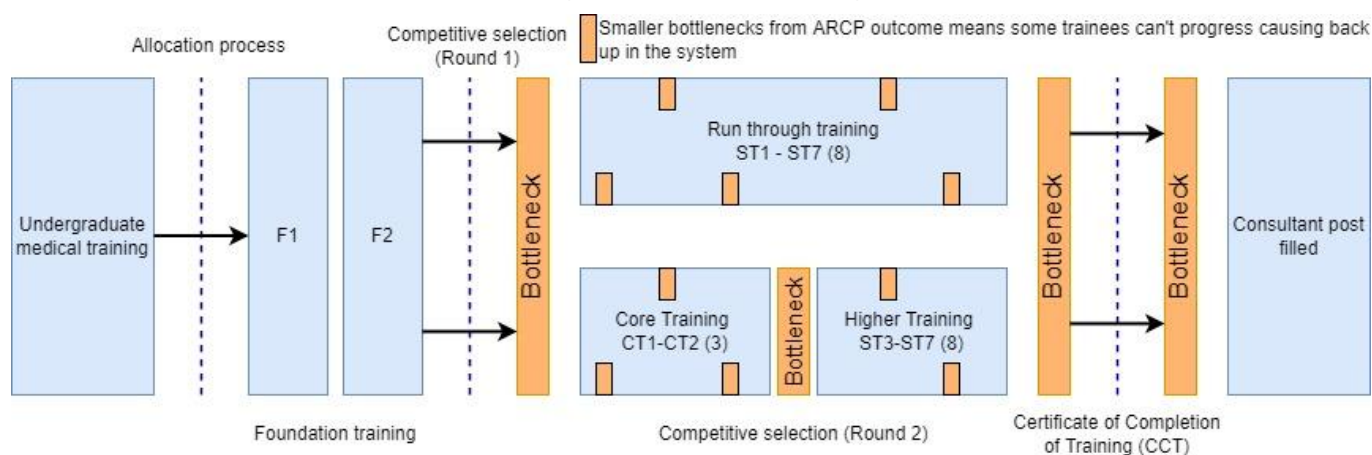 Allocation process
Competitive selection
(Round 1)
Smaller bottlenecks from ARCP outcome means some trainees can't progress causing back
up in the system
Undergraduate
medical training
F1
F2
Bottleneck
Run through training
ST1 - ST7 (8)
Core Training
CT1-CT2 (3)
Bottleneck
Higher Training
ST3-ST7 (8)
Bottleneck
Bottleneck
Consultant post
filled
Foundation training
Competitive selection (Round 2)
Certificate of Completion
of Training (CCT)